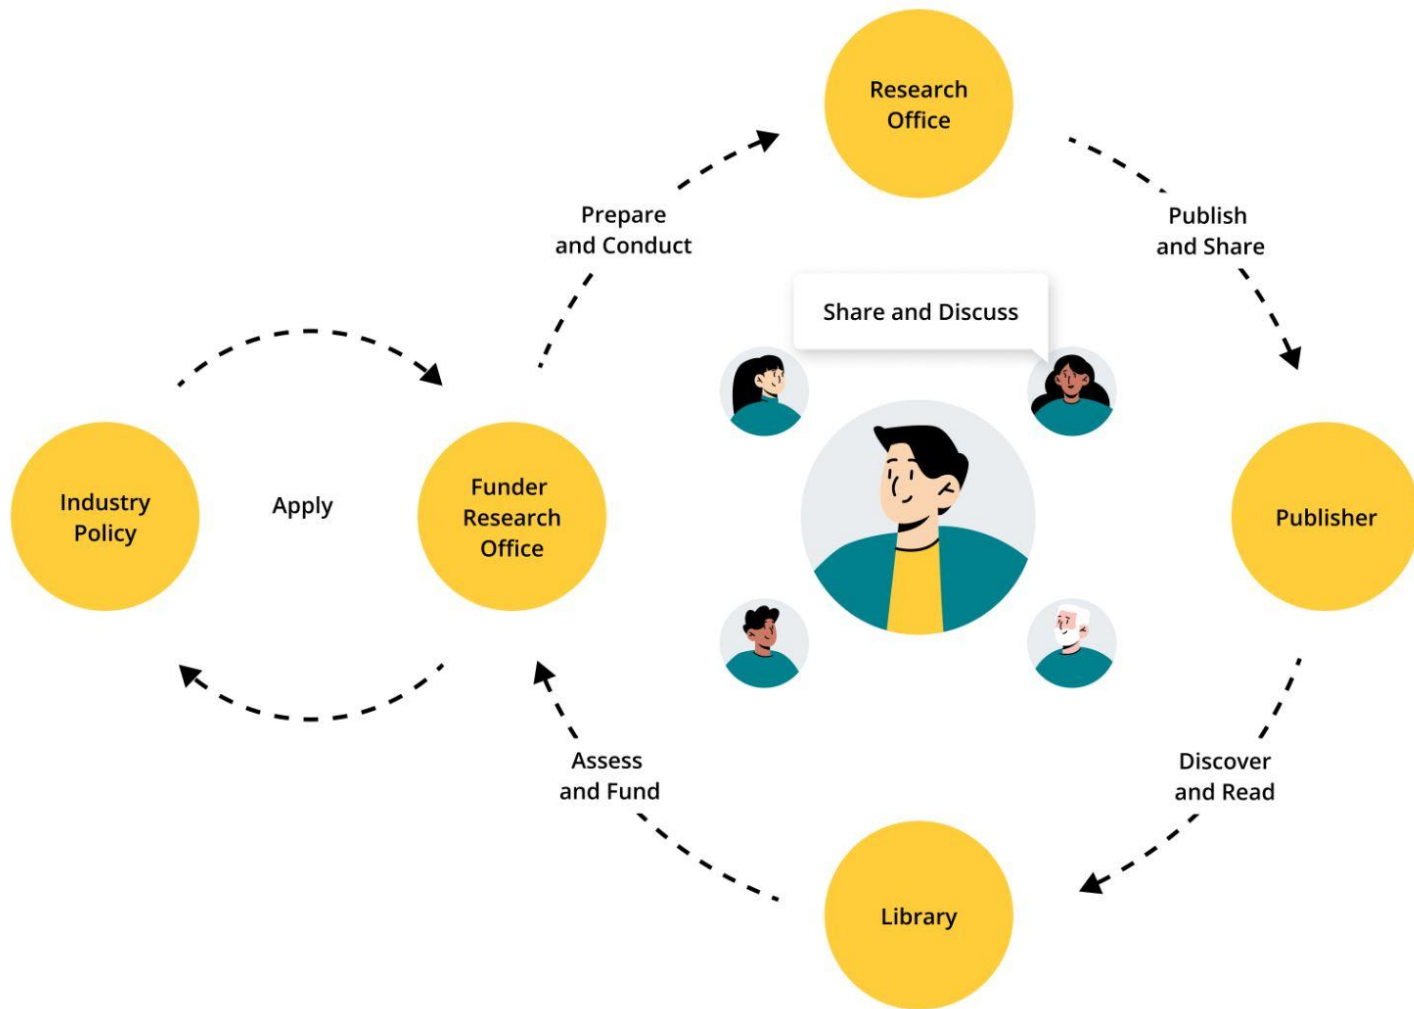 Research
Office
Prepare
and Conduct
Publish
and Share
Share and Discuss
Industry
Policy
Apply
Funder
Research
Office
Publisher
Assess
and Fund
Discover
and Read
Library